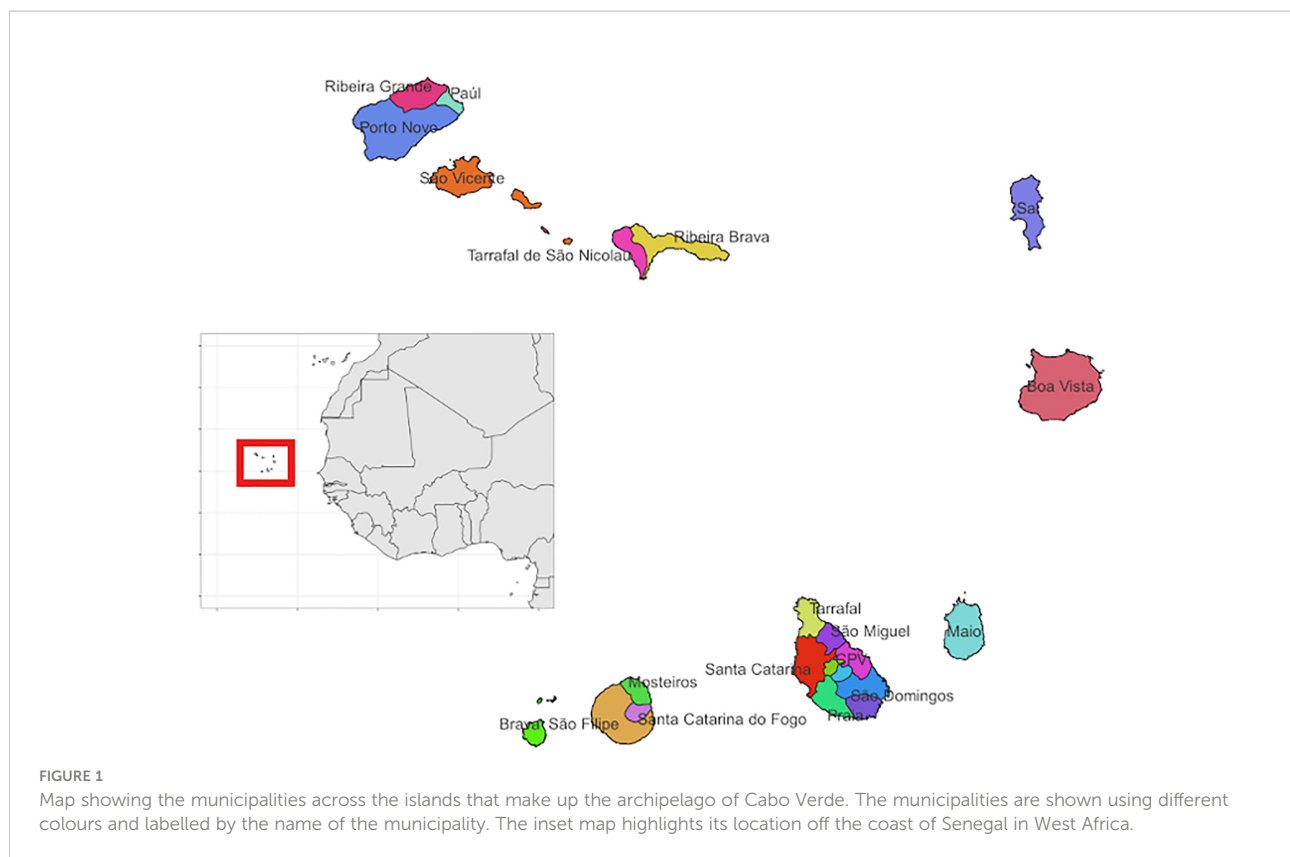 Ribeira Grande
Paúl
Porto Novo
São Vicente
Sal
Ribeira Brava
Tarrafal de São Nicolau
Boa Vista
Tarrafal
São Miguel
Maio
CPV
Santa Catarina
Mosteiros
São Domingos
Praia
Santa Catarina do Fogo
Brava
São Filipe
FIGURE 1
Map showing the municipalities across the islands that make up the archipelago of Cabo Verde. The municipalities are shown using different
colours and labelled by the name of the municipality. The inset map highlights its location off the coast of Senegal in West Africa.